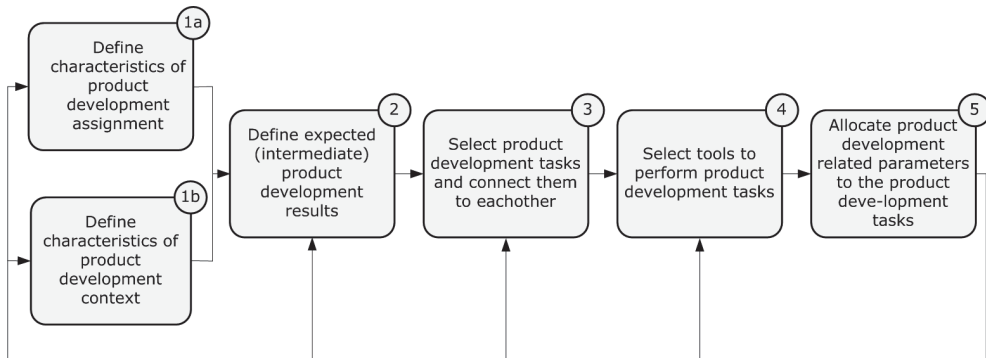 1a
Define
characteristics of
product
development
assignment
1b
Define
characteristics of
product
development
context
2
Define expected
(intermediate)
product
development
results
3
Select product
development tasks
and connect them
to eachother
4
Select tools to
perform product
development tasks
5
Allocate product
development
related parameters
to the product
deve-lopment
tasks